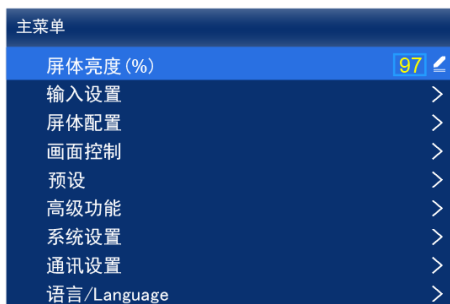 主菜单
屏体亮度(%) 97
输入设置
屏体配置
画面控制
预设
高级功能
系统设置
通讯设置
语言/Language